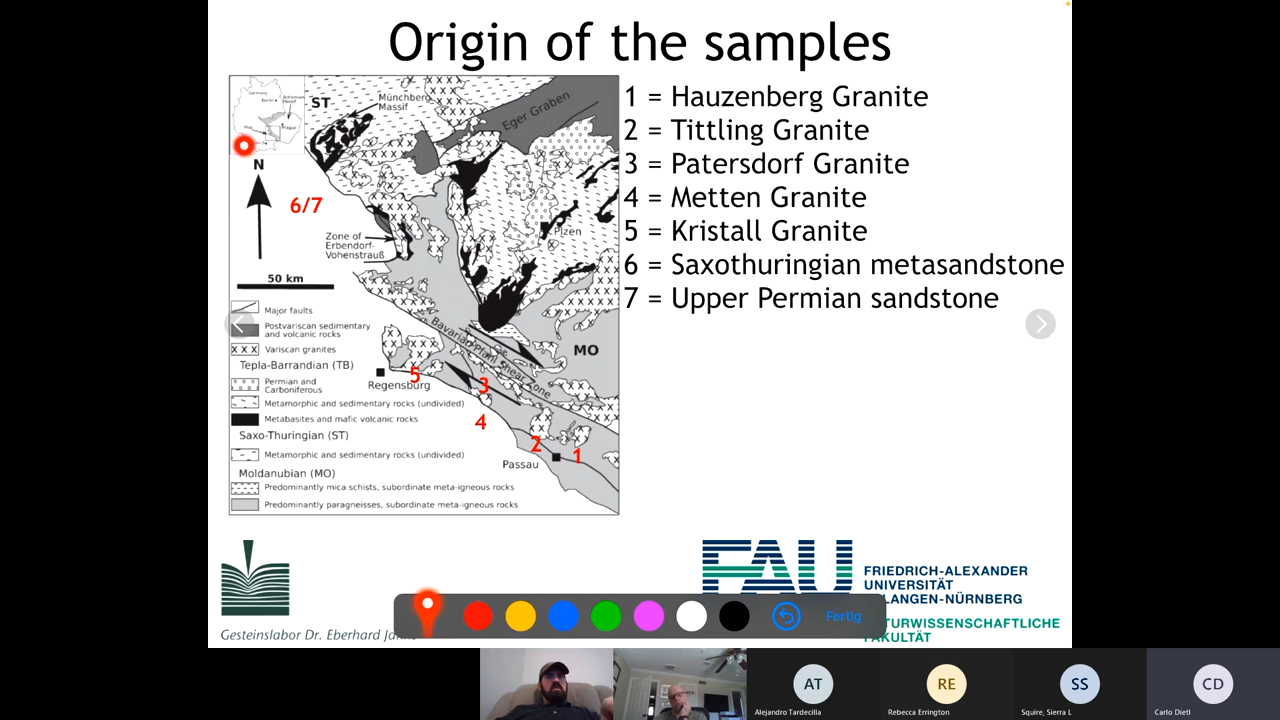 Origin of the samples
ST
Münchberg
Massif
Eger Graben
N
6/7
Zone of
Erbendorf-
Vohenstrauß
Plzen
50 km
MO
Bavarian Pfahl Shear Zone
Regensburg
5
3
4
2
1
Passau
Major faults
Postvariscan sedimentary
and volcanic rocks
Variscan granites
Tepla-Barrandian (TB)
Permian and
Carboniferous
Metamorphic and sedimentary rocks (undivided)
Metabasites and mafic volcanic rocks
Saxo-Thuringian (ST)
Metamorphic and sedimentary rocks (undivided)
Moldanubian (MO)
Predominantly mica schists, subordinate meta-igneous rocks
Predominantly paragneisses, subordinate meta-igneous rocks
1 = Hauzenberg Granite
2 = Tittling Granite
3 = Patersdorf Granite
4 = Metten Granite
5 = Kristall Granite
6 = Saxothuringian metasandstone
7 = Upper Permian sandstone
Gesteinslabor Dr. Eberhard
FAU
FRIEDRICH-ALEXANDER
UNIVERSITÄT
LANGEN-NÜRNBERG
TURWISSENSCHAFTLICHE
FAKULTÄT
Fertig
AT
Alejandro Tardecilla
RE
Rebecca Errington
SS
Squire, Sierra L
CD
Carlo Dietl